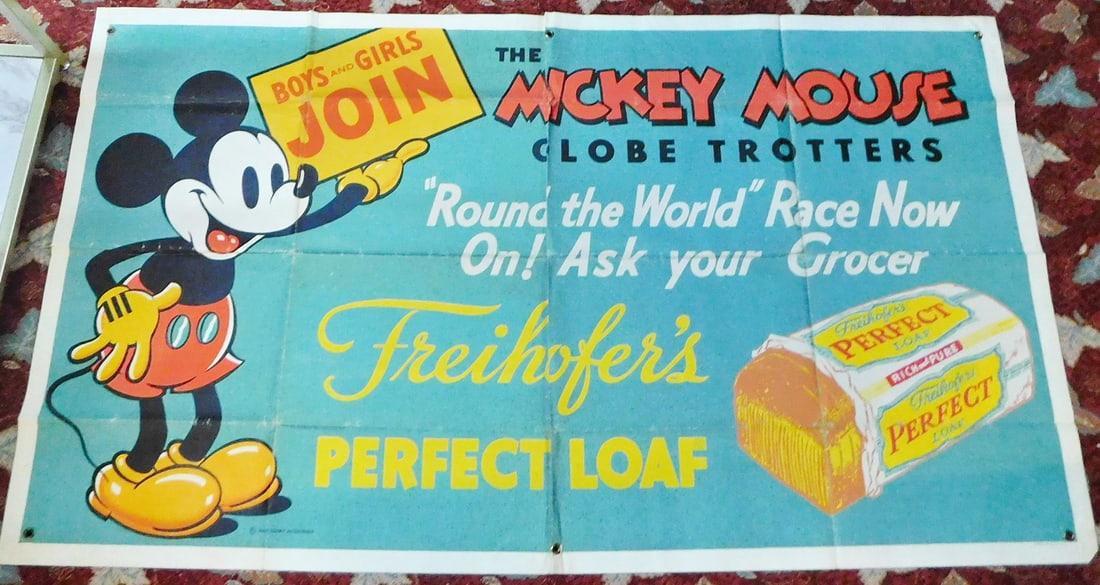 BOYS AND GIRLS
JOIN
THE
MICKEY MOUSE
GLOBE TROTTERS
"Round the World" Race Now
On! Ask your Grocer
Freihofer's
PERFECT LOAF
Freihofer's
PERFECT
LOAF
RICH and PURE
Freihofer's
PERFECT
LOAF